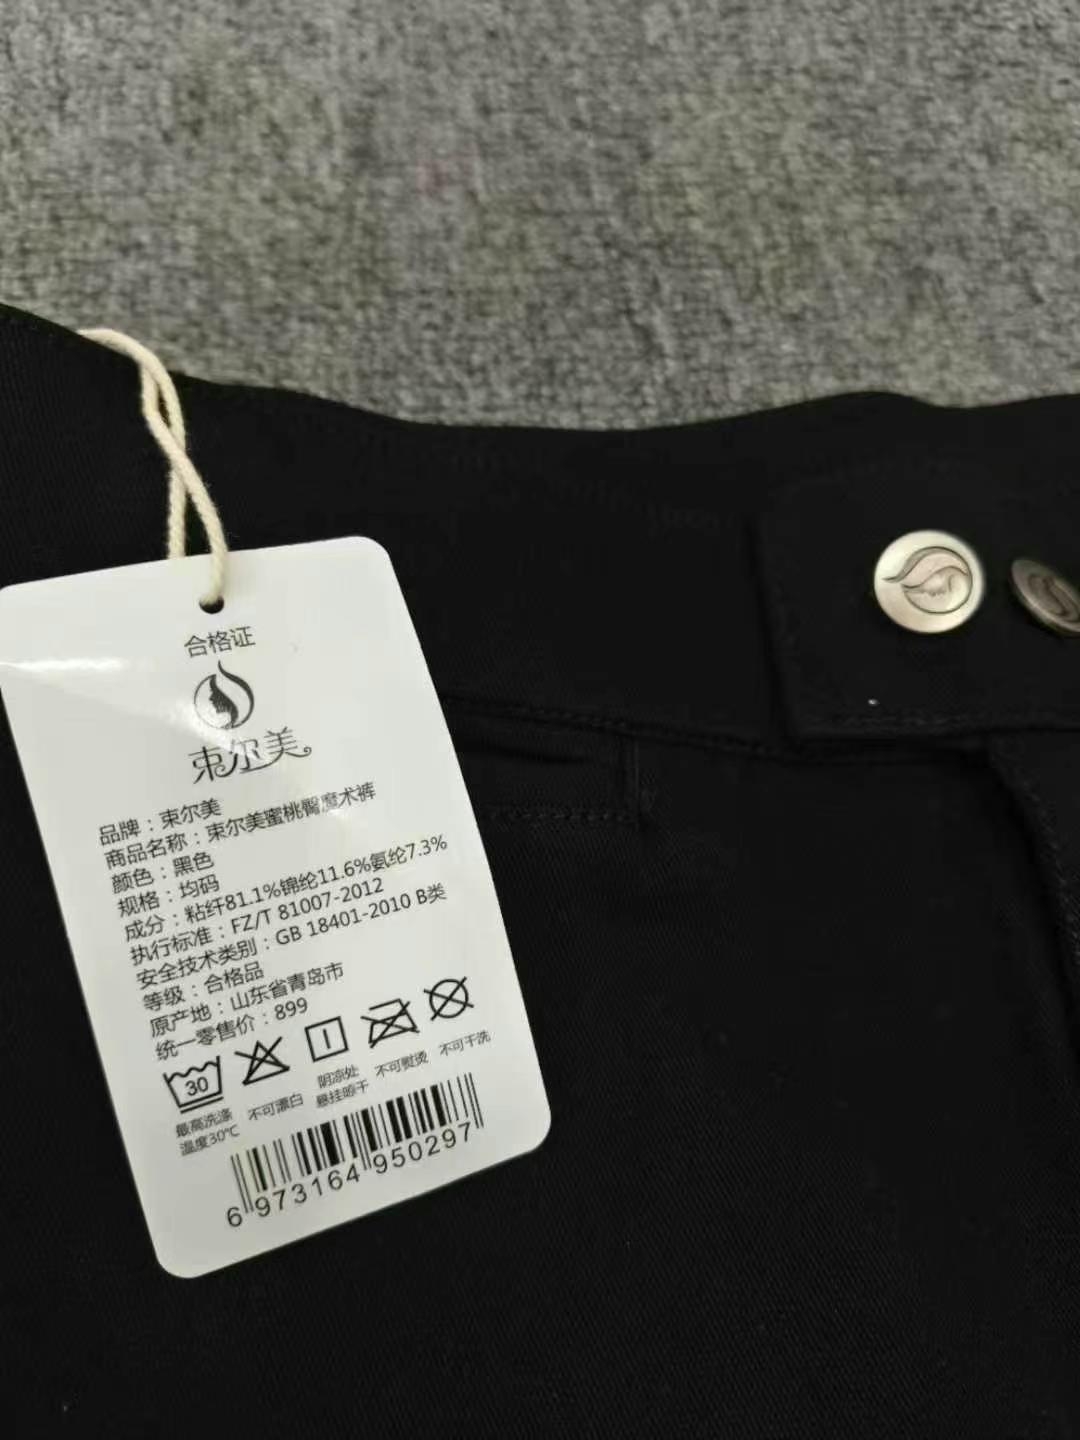 合格证
束尔美
品牌：束尔美
商品名称：束尔美蜜桃臀魔术裤
颜色：黑色
规格：均码
成分：粘纤81.1%锦纶11.6%氨纶7.3%
执行标准：FZ/T 81007-2012
安全技术类别：GB 18401-2010 B类
等级：合格品
原产地：山东省青岛市
统一零售价：899
30
最高洗涤
温度30℃
不可漂白
阴凉处
悬挂晾干
不可熨烫
不可干洗
6 973164 950297